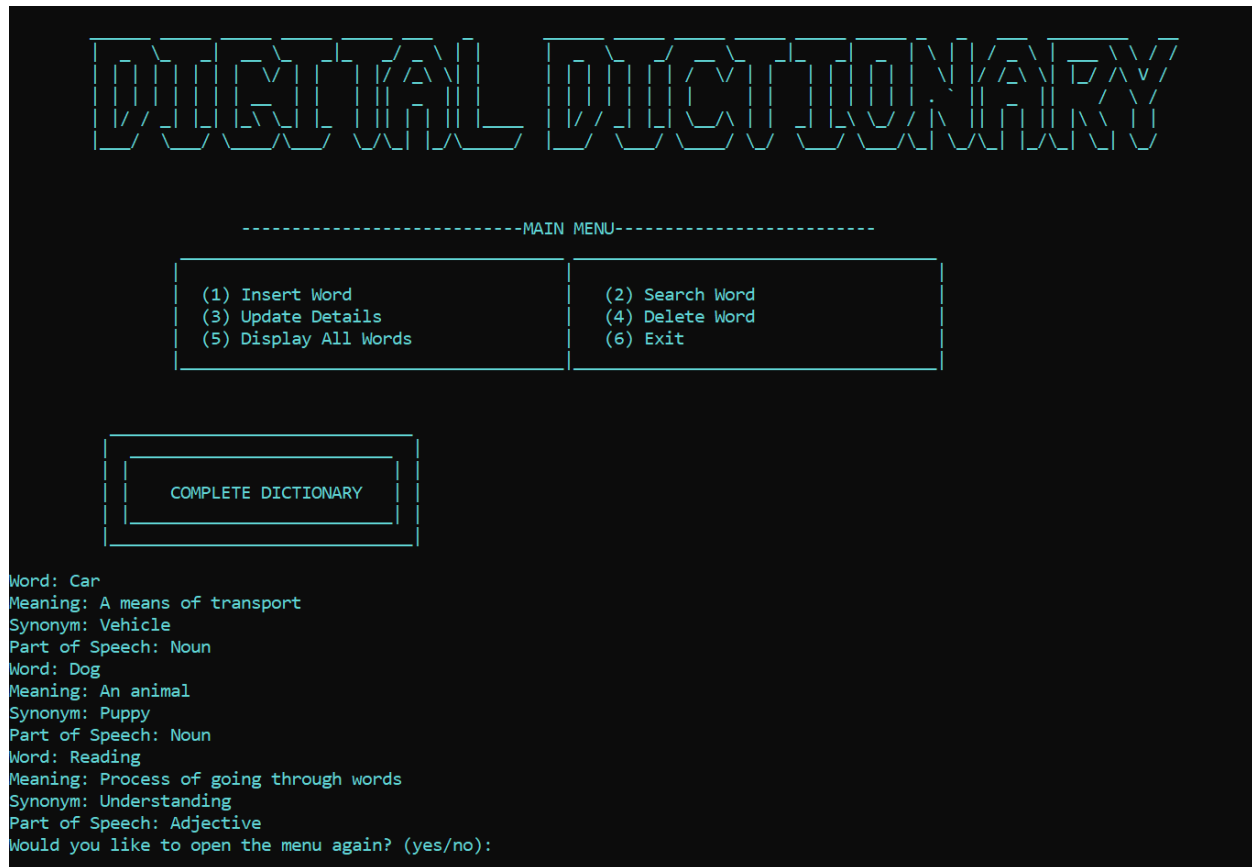 DIGITAL DICTIONARY
---------------------------MAIN MENU--------------------------
(1) Insert Word (2) Search Word
(3) Update Details (4) Delete Word
(5) Display All Words (6) Exit
COMPLETE DICTIONARY
Word: Car
Meaning: A means of transport
Synonym: Vehicle
Part of Speech: Noun
Word: Dog
Meaning: An animal
Synonym: Puppy
Part of Speech: Noun
Word: Reading
Meaning: Process of going through words
Synonym: Understanding
Part of Speech: Adjective
Would you like to open the menu again? (yes/no):